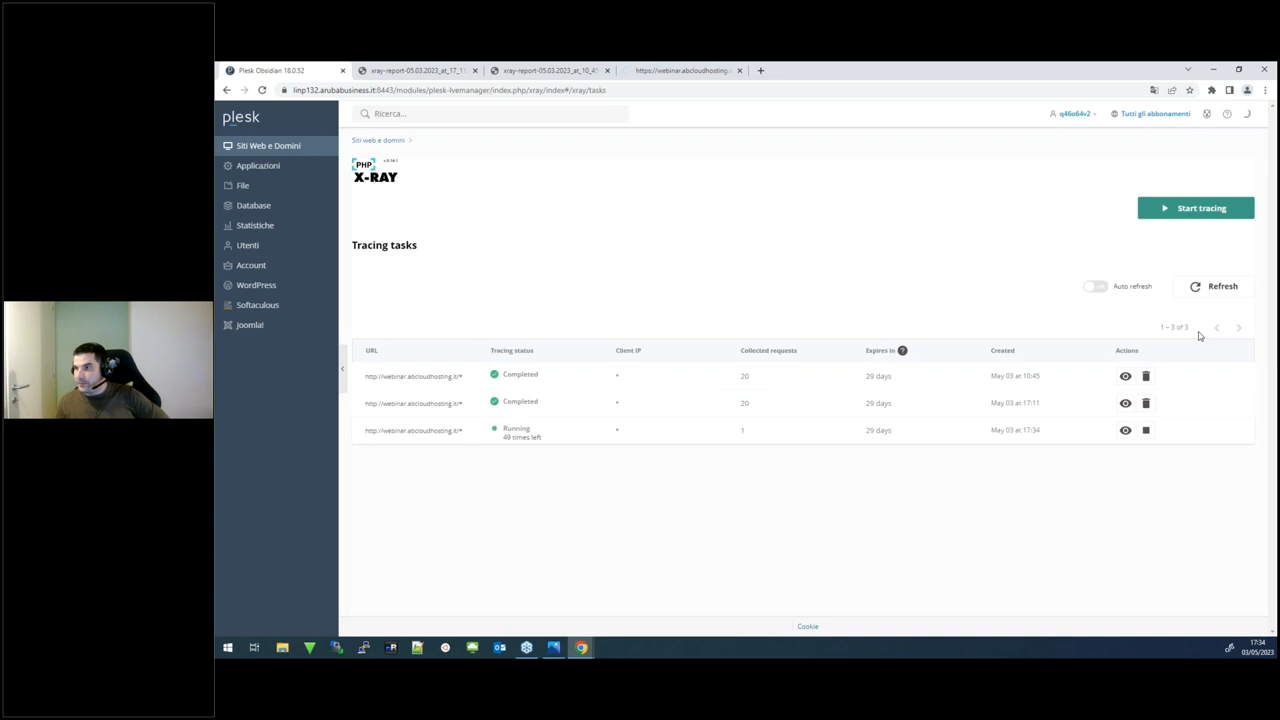 Plesk Obsidian 18.0.52
xray-report-05.03.2023_at_17_1
xray-report-05.03.2023_at_10_4
https://webinar.abcloudhosting.
linp132.arubabusiness.it:8443/modules/plesk-lvemanager/index.php/xray/index#/xray/tasks
plesk
Ricerca...
q46o64v2
Tutti gli abbonamenti
Siti Web e Domini
Applicazioni
File
Database
Statistiche
Utenti
Account
WordPress
Softaculous
Joomla!
Siti web e domini
PHP
X-RAY
Start tracing
Tracing tasks
Auto refresh
Refresh
1 – 3 of 3
URL Tracing status Client IP Collected requests Expires in Created Actions
http://webinar.abcloudhosting.it/* Completed * 20 29 days May 03 at 10:45
http://webinar.abcloudhosting.it/* Completed * 20 29 days May 03 at 17:11
http://webinar.abcloudhosting.it/* Running * 1 29 days May 03 at 17:34
49 times left
Cookie
17:34
03/05/2023